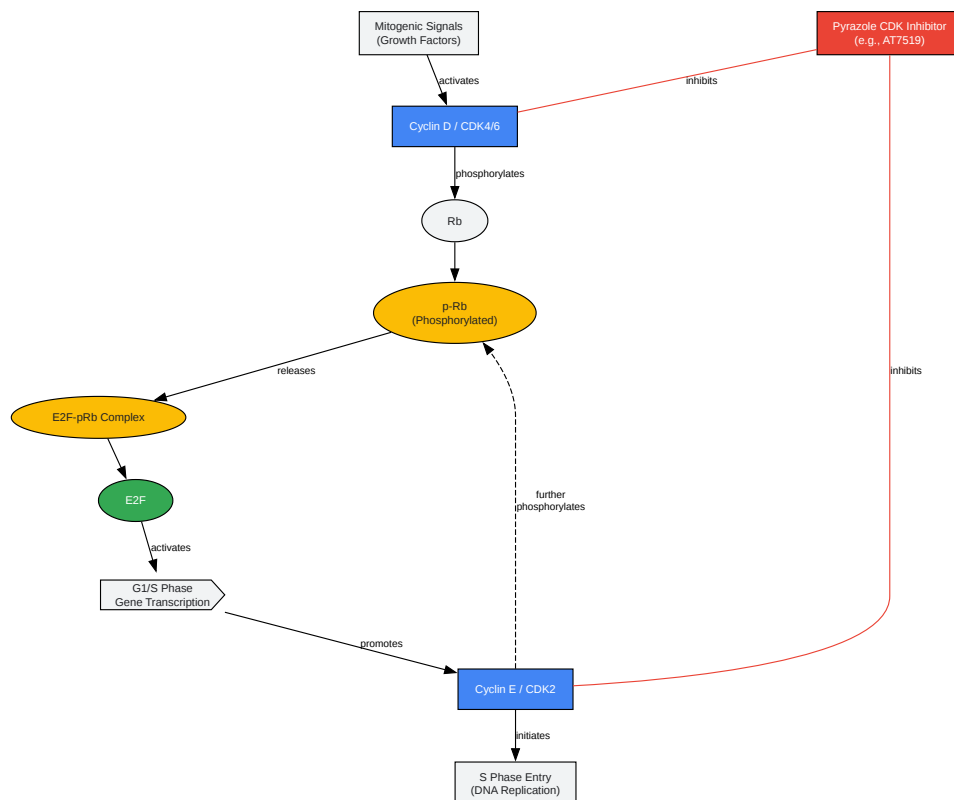 Mitogenic Signals
(Growth Factors)
Pyrazole CDK Inhibitor
(e.g., AT7519)
activates
inhibits
Cyclin D / CDK4/6
phosphorylates
Rb
p-Rb
(Phosphorylated)
releases
inhibits
E2F-pRb Complex
E2F
further
phosphorylates
activates
G1/S Phase
Gene Transcription
promotes
Cyclin E / CDK2
initiates
S Phase Entry
(DNA Replication)